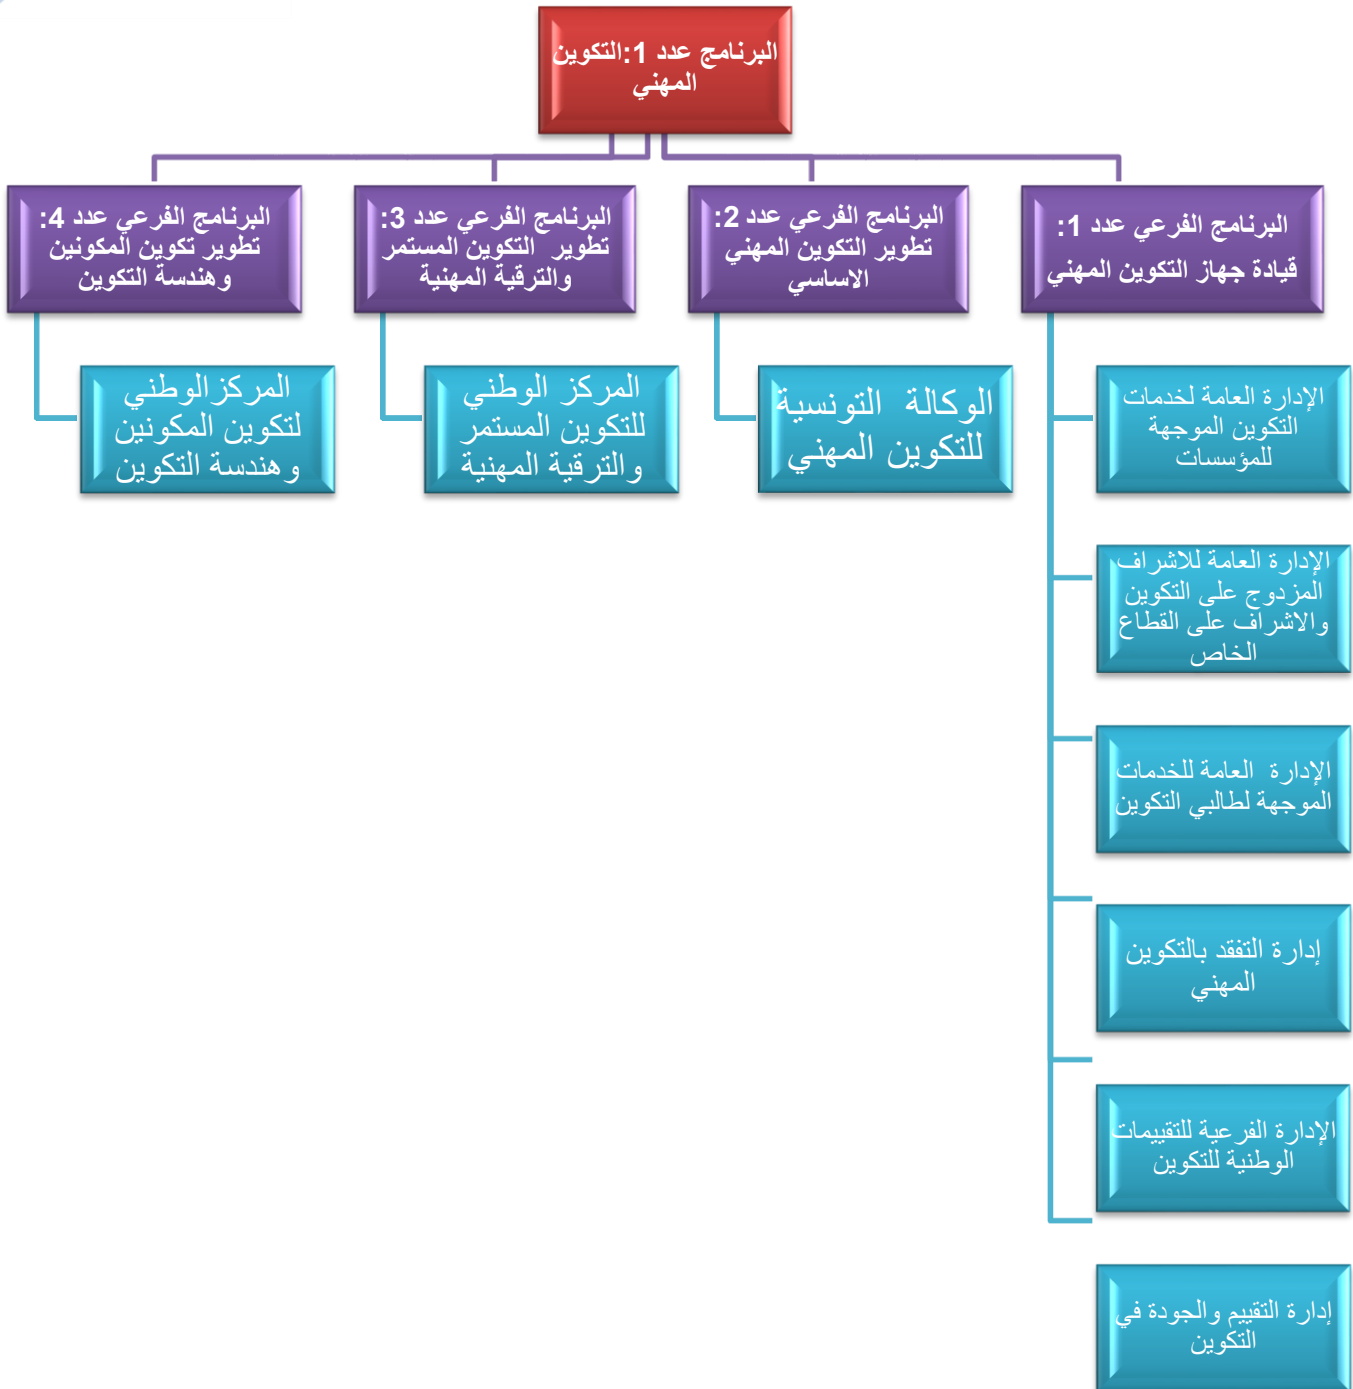 البرنامج عدد 1:التكوين
المهني
البرنامج الفرعي عدد 1:
قيادة جهاز التكوين المهني
البرنامج الفرعي عدد 2:
تطوير التكوين المهني
الاساسي
البرنامج الفرعي عدد 3:
تطوير التكوين المستمر
والترقية المهنية
البرنامج الفرعي عدد 4:
تطوير تكوين المكونين
وهندسة التكوين
الإدارة العامة لخدمات
التكوين الموجهة
للمؤسسات
الوكالة التونسية
للتكوين المهني
المركز الوطني
للتكوين المستمر
والترقية المهنية
المركز الوطني
لتكوين المكونين
وهندسة التكوين
الإدارة العامة للاشراف
المزدوج على التكوين
والاشراف على القطاع
الخاص
الإدارة العامة للخدمات
الموجهة لطالبي التكوين
إدارة التفقد بالتكوين
المهني
الإدارة الفرعية للتقييمات
الوطنية للتكوين
إدارة التقييم والجودة في
التكوين